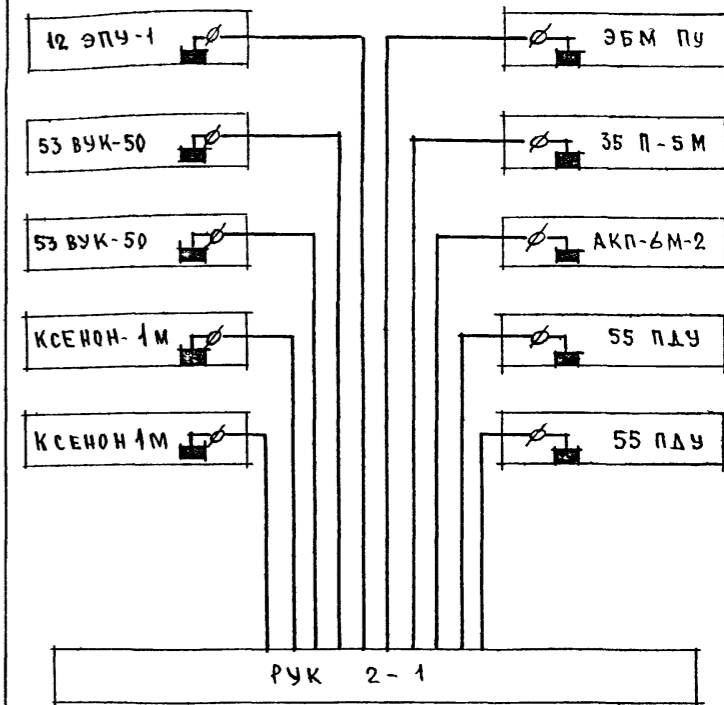 12 ЭПУ-1
53 ВУК-50
53 ВУК-50
КСЕНОН-1М
КСЕНОН 1М
ЭБМ ПУ
35 П-5М
АКП-6М-2
55 ПДУ
55 ПДУ
РУК 2-1